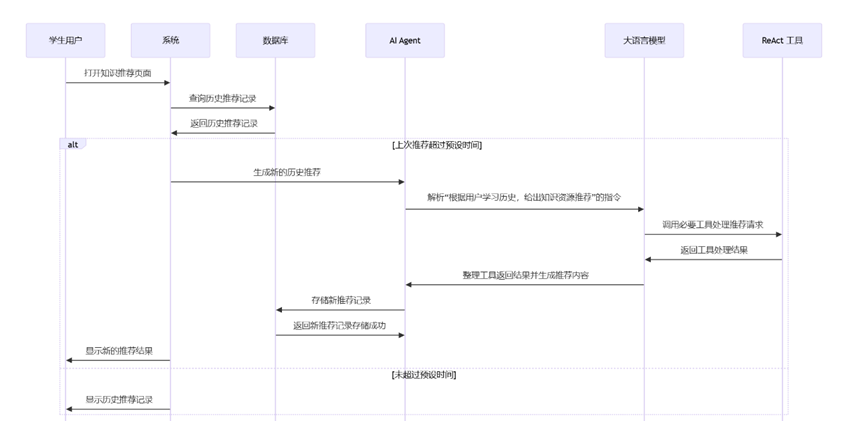 学生用户
系统
数据库
AI Agent
大语言模型
ReAct 工具
打开知识推荐页面
查询历史推荐记录
返回历史推荐记录
alt
[上次推荐超过预设时间]
生成新的历史推荐
解析“根据用户学习历史，给出知识资源推荐”的指令
调用必要工具处理推荐请求
返回工具处理结果
整理工具返回结果并生成推荐内容
存储新推荐记录
返回新推荐记录存储成功
显示新的推荐结果
[未超过预设时间]
显示历史推荐记录